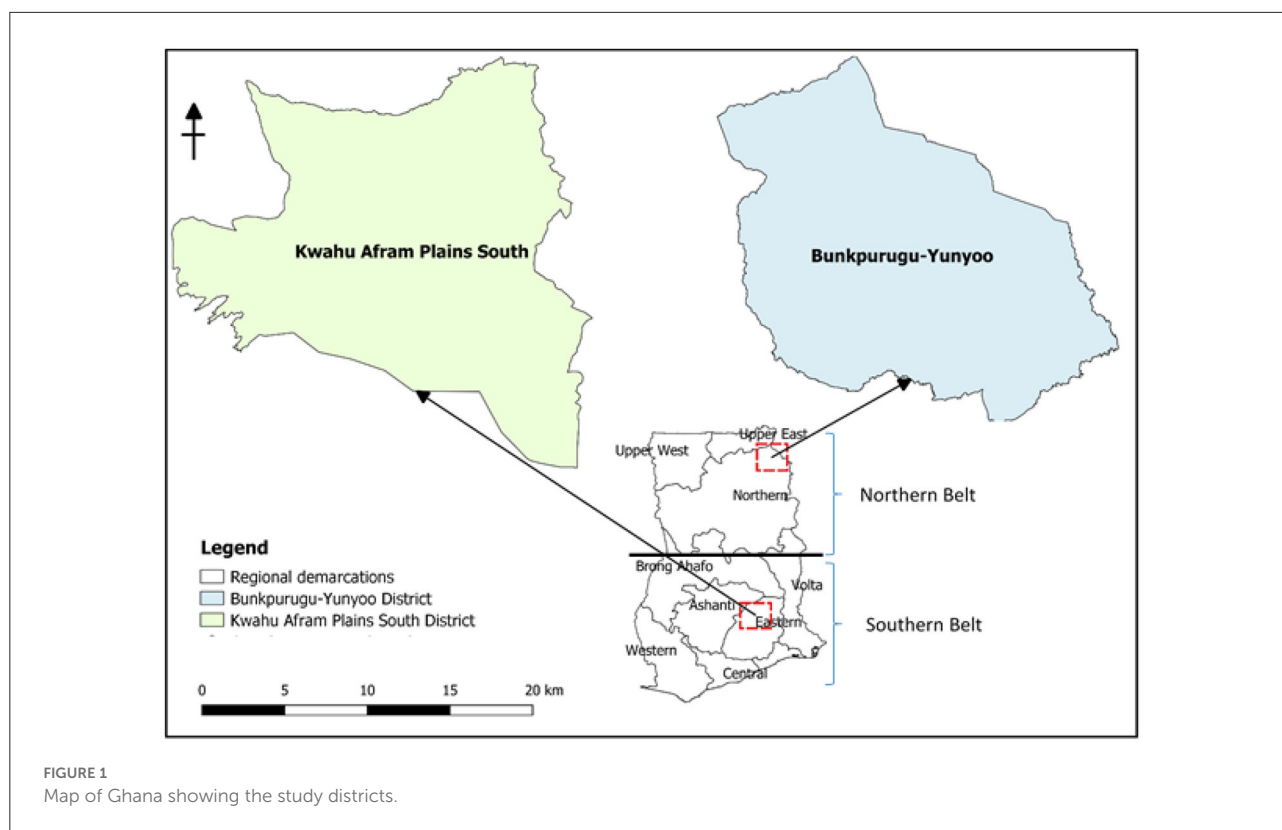 Kwahu Afram Plains South
Bunkpurugu-Yunyoo
Upper East
Upper West
Northern
Northern Belt
Brong Ahafo
Volta
Ashanti
Eastern
Southern Belt
Western
Central
Legend
Regional demarcations
Bunkpurugu-Yunyoo District
Kwahu Afram Plains South District
0 5 10 15 20 km
FIGURE 1
Map of Ghana showing the study districts.